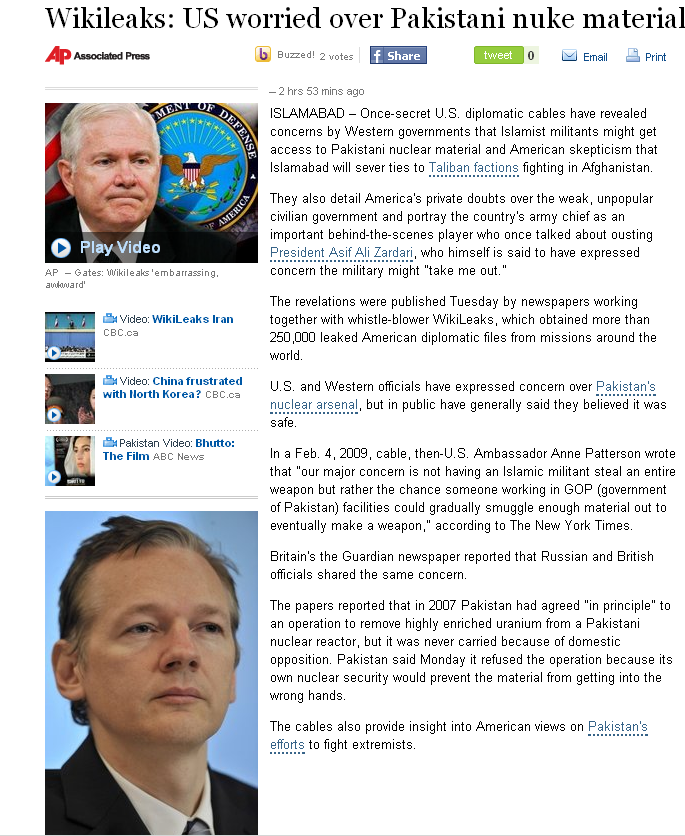 Wikileaks: US worried over Pakistani nuke material
AP Associated Press
b Buzzed! 2 votes
f Share
tweet 0
Email
Print
– 2 hrs 53 mins ago
MENT OF DEFENSE
AMERICA
Play Video
AP – Gates: Wikileaks 'embarrassing,
awkward'
Video: WikiLeaks Iran
CBC.ca
Video: China frustrated
with North Korea? CBC.ca
Pakistan Video: Bhutto:
The Film ABC News
ISLAMABAD – Once-secret U.S. diplomatic cables have revealed
concerns by Western governments that Islamist militants might get
access to Pakistani nuclear material and American skepticism that
Islamabad will sever ties to Taliban factions fighting in Afghanistan.
They also detail America's private doubts over the weak, unpopular
civilian government and portray the country's army chief as an
important behind-the-scenes player who once talked about ousting
President Asif Ali Zardari, who himself is said to have expressed
concern the military might "take me out."
The revelations were published Tuesday by newspapers working
together with whistle-blower WikiLeaks, which obtained more than
250,000 leaked American diplomatic files from missions around the
world.
U.S. and Western officials have expressed concern over Pakistan's
nuclear arsenal, but in public have generally said they believed it was
safe.
In a Feb. 4, 2009, cable, then-U.S. Ambassador Anne Patterson wrote
that "our major concern is not having an Islamic militant steal an entire
weapon but rather the chance someone working in GOP (government
of Pakistan) facilities could gradually smuggle enough material out to
eventually make a weapon," according to The New York Times.
Britain's the Guardian newspaper reported that Russian and British
officials shared the same concern.
The papers reported that in 2007 Pakistan had agreed "in principle" to
an operation to remove highly enriched uranium from a Pakistani
nuclear reactor, but it was never carried because of domestic
opposition. Pakistan said Monday it refused the operation because its
own nuclear security would prevent the material from getting into the
wrong hands.
The cables also provide insight into American views on Pakistan's
efforts to fight extremists.